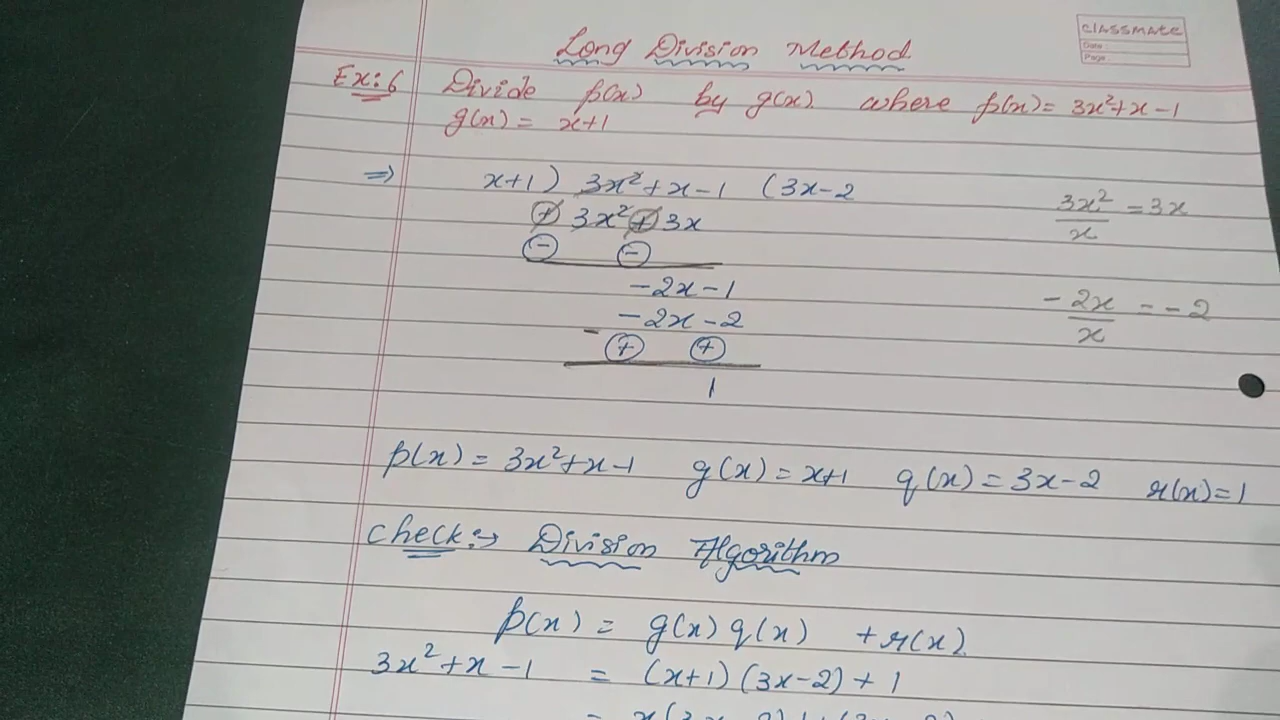 CLASSMATE
Date :
Page :
Long Division Method
Ex:6 Divide p(x) by g(x) where p(x) = 3x²+x-1
g(x) = x+1
⇒ x+1 ) 3x²+x-1 (3x-2
+ 3x² + 3x
- -
-2x-1
-2x-2
- + +
1
3x²/x = 3x
-2x/x = -2
p(x) = 3x²+x-1 g(x) = x+1 q(x) = 3x-2 r(x)=1
Check:→ Division Algorithm
p(x) = g(x) q(x) + r(x).
3x²+x-1 = (x+1) (3x-2) + 1